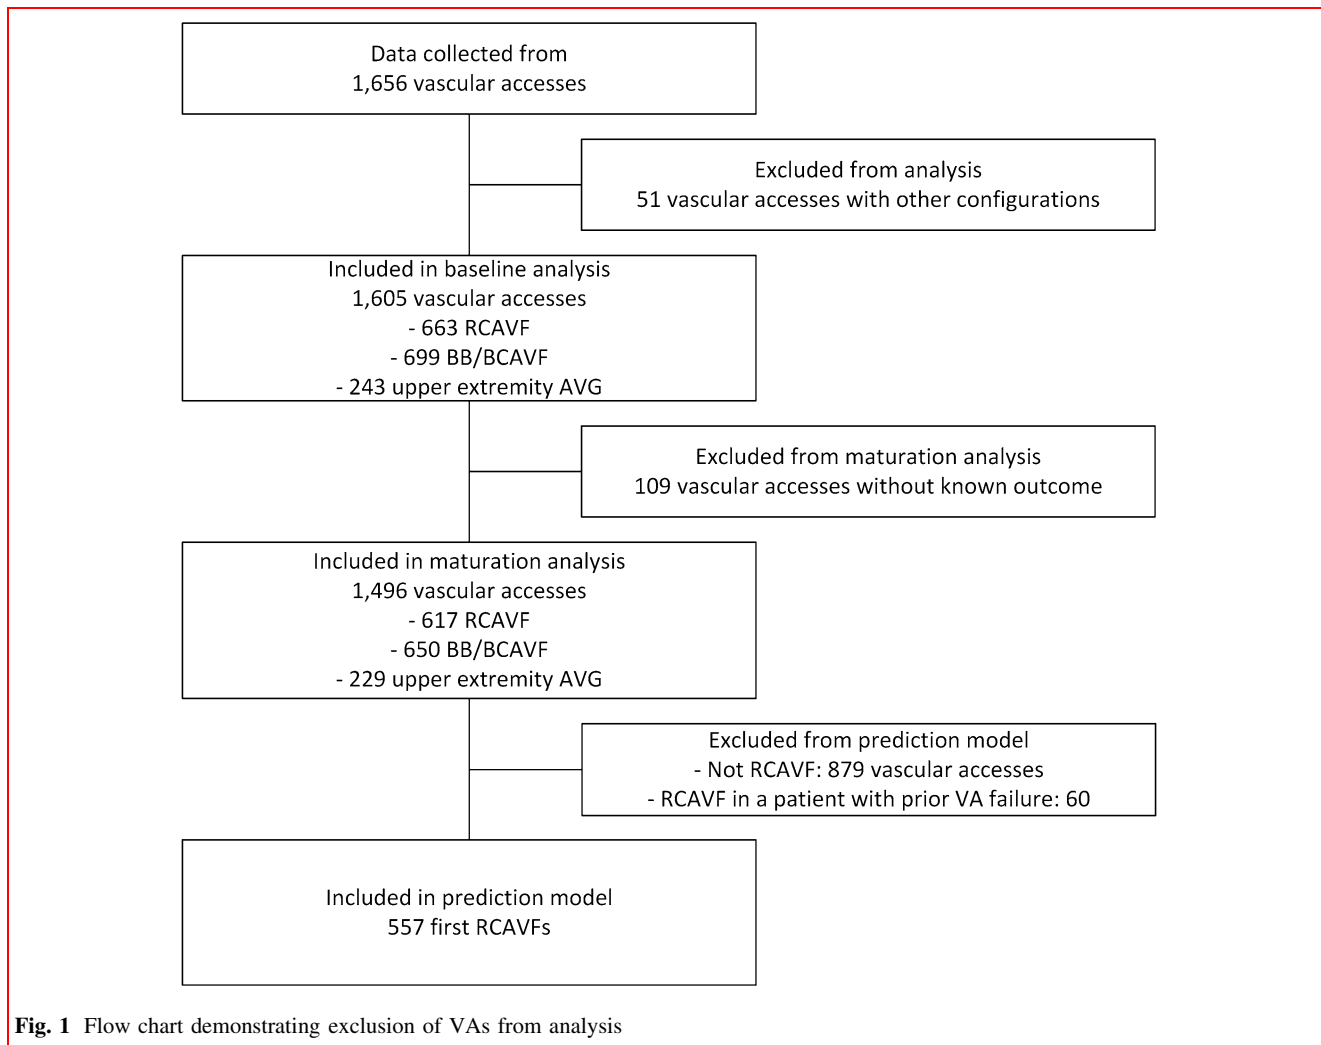 Data collected from
1,656 vascular accesses
Excluded from analysis
51 vascular accesses with other configurations
Included in baseline analysis
1,605 vascular accesses
- 663 RCAVF
- 699 BB/BCAVF
- 243 upper extremity AVG
Excluded from maturation analysis
109 vascular accesses without known outcome
Included in maturation analysis
1,496 vascular accesses
- 617 RCAVF
- 650 BB/BCAVF
- 229 upper extremity AVG
Excluded from prediction model
- Not RCAVF: 879 vascular accesses
- RCAVF in a patient with prior VA failure: 60
Included in prediction model
557 first RCAVFs
Fig. 1 Flow chart demonstrating exclusion of VAs from analysis